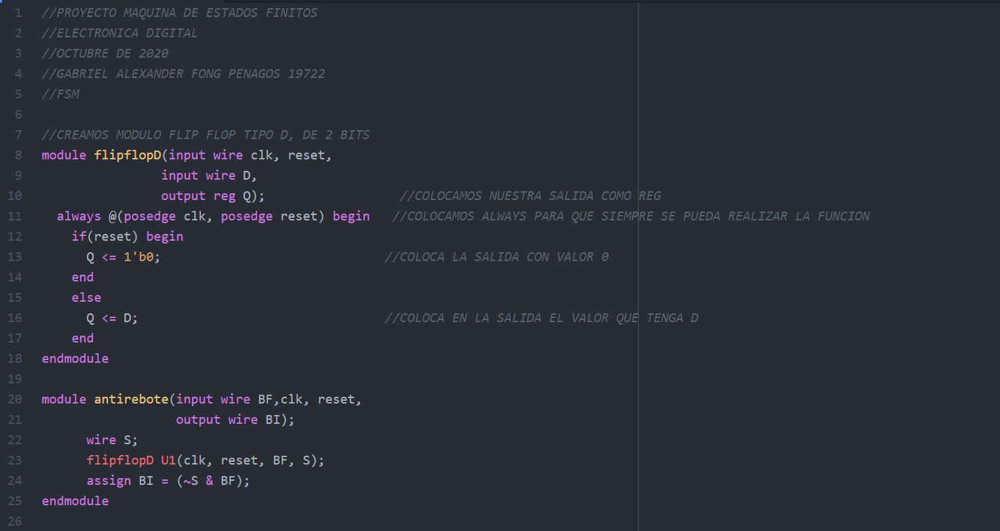 1 //PROYECTO MAQUINA DE ESTADOS FINITOS
2 //ELECTRONICA DIGITAL
3 //OCTUBRE DE 2020
4 //GABRIEL ALEXANDER FONG PENAGOS 19722
5 //FSM
6
7 //CREAMOS MODULO FLIP FLOP TIPO D, DE 2 BITS
8 module flipflopD(input wire clk, reset,
9                 input wire D,
10                 output reg Q);                  //COLOCAMOS NUESTRA SALIDA COMO REG
11   always @(posedge clk, posedge reset) begin   //COLOCAMOS ALWAYS PARA QUE SIEMPRE SE PUEDA REALIZAR LA FUNCION
12     if(reset) begin
13       Q <= 1'b0;                              //COLOCA LA SALIDA CON VALOR 0
14     end
15     else
16       Q <= D;                                 //COLOCA EN LA SALIDA EL VALOR QUE TENGA D
17     end
18 endmodule
19
20 module antirebote(input wire BF,clk, reset,
21                   output wire BI);
22       wire S;
23       flipflopD U1(clk, reset, BF, S);
24       assign BI = (~S & BF);
25 endmodule
26